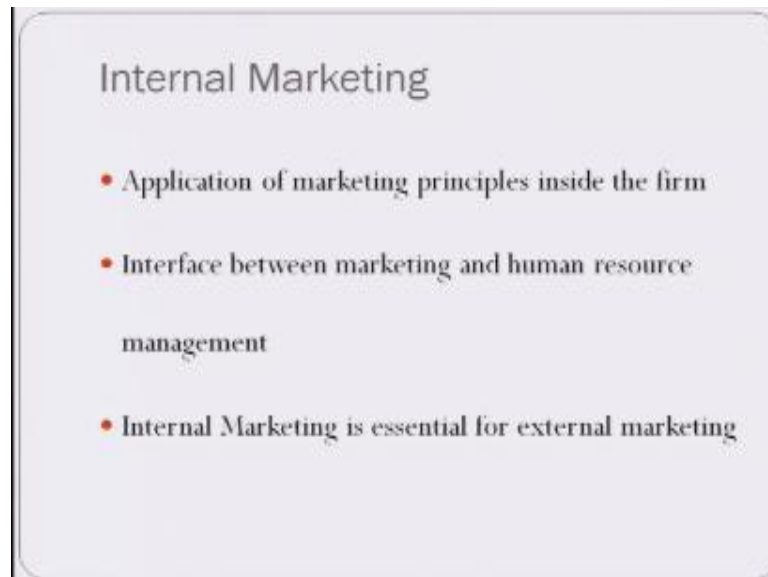 Internal Marketing
• Application of marketing principles inside the firm
• Interface between marketing and human resource
management
• Internal Marketing is essential for external marketing